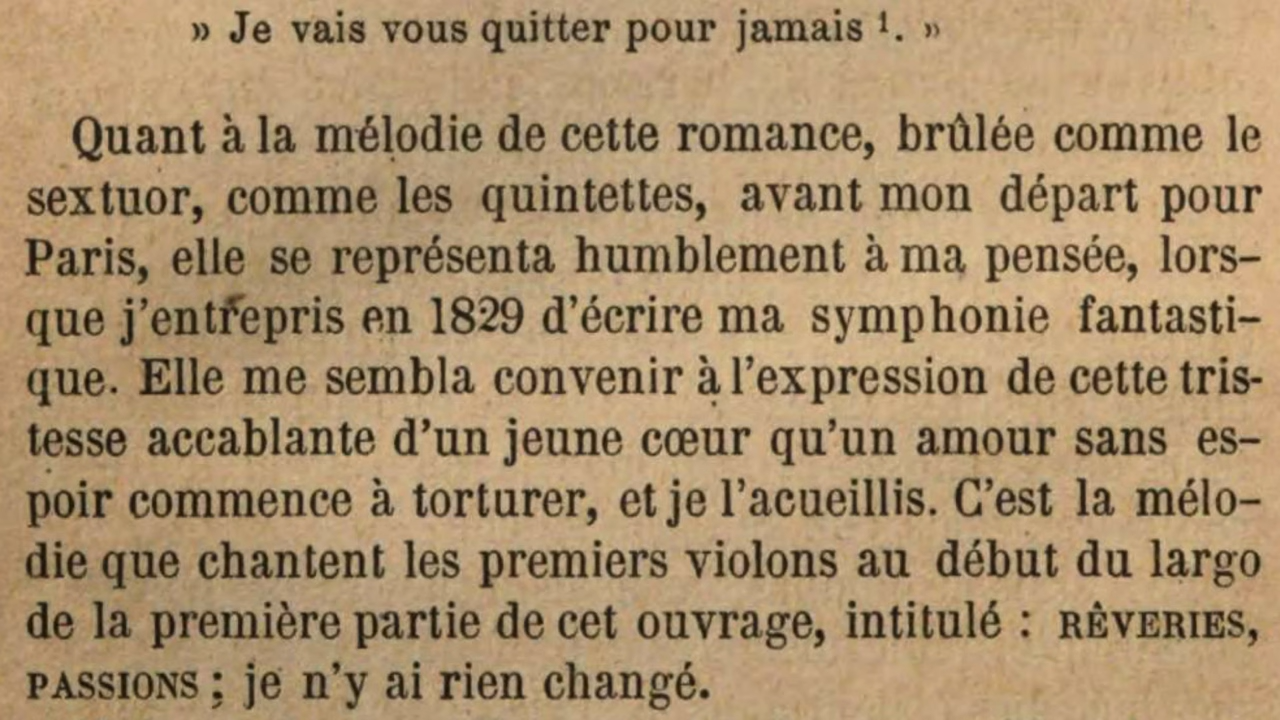 » Je vais vous quitter pour jamais ¹. »
Quant à la mélodie de cette romance, brûlée comme le
sextuor, comme les quintettes, avant mon départ pour
Paris, elle se représenta humblement à ma pensée, lors-
que j'entrepris en 1829 d'écrire ma symphonie fantasti-
que. Elle me sembla convenir à l'expression de cette tris-
tesse accablante d'un jeune cœur qu'un amour sans es-
poir commence à torturer, et je l'acueillis. C'est la mélo-
die que chantent les premiers violons au début du largo
de la première partie de cet ouvrage, intitulé : RÊVERIES,
PASSIONS ; je n'y ai rien changé.